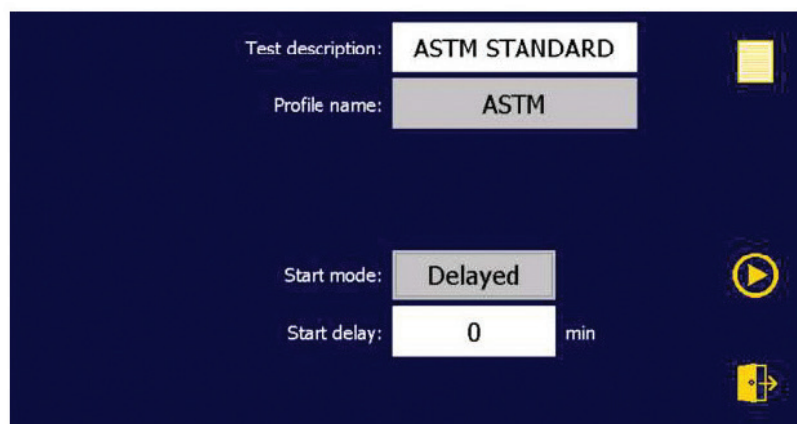 Test description: ASTM STANDARD
Profile name: ASTM
Start mode: Delayed
Start delay: 0 min